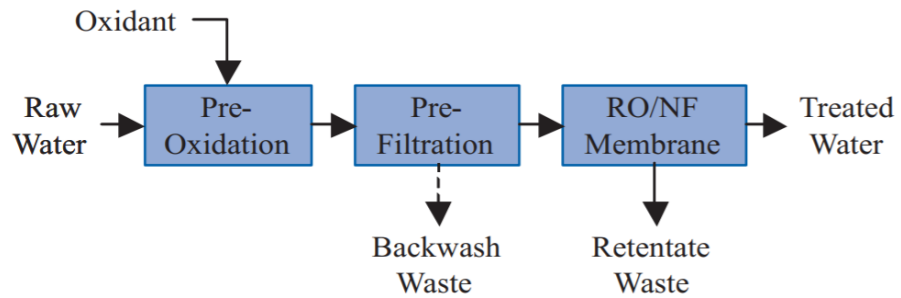 Oxidant
Raw
Water
Pre-
Oxidation
Pre-
Filtration
RO/NF
Membrane
Treated
Water
Backwash
Waste
Retentate
Waste